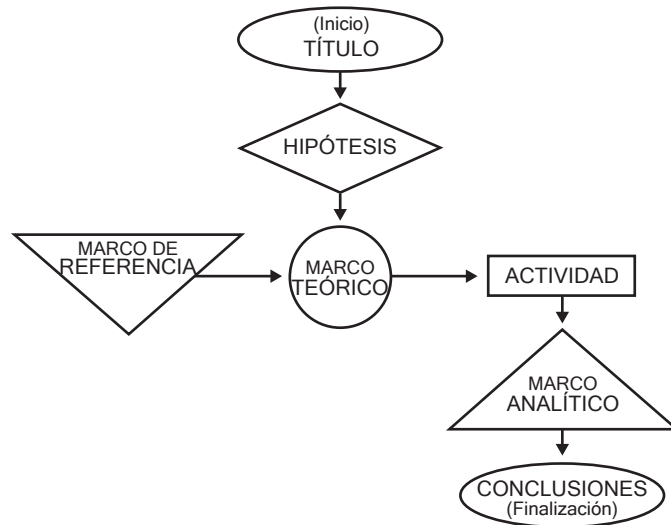 (Inicio)
TÍTULO
HIPÓTESIS
MARCO DE
REFERENCIA
MARCO
TEÓRICO
ACTIVIDAD
MARCO
ANALÍTICO
CONCLUSIONES
(Finalización)